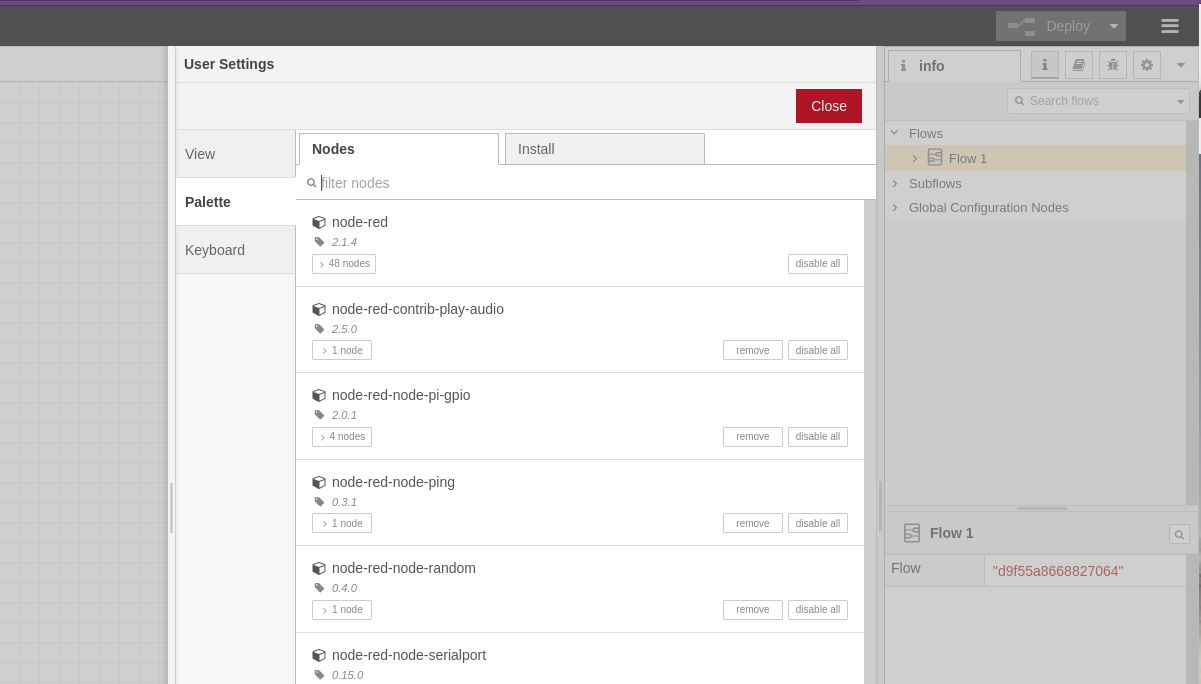 Deploy
User Settings
Close
View
Palette
Keyboard
Nodes
Install
filter nodes
node-red
2.1.4
48 nodes
disable all
node-red-contrib-play-audio
2.5.0
1 node
remove
disable all
node-red-node-pi-gpio
2.0.1
4 nodes
remove
disable all
node-red-node-ping
0.3.1
1 node
remove
disable all
node-red-node-random
0.4.0
1 node
remove
disable all
node-red-node-serialport
0.15.0
info
Search flows
Flows
Flow 1
Subflows
Global Configuration Nodes
Flow 1
Flow
"d9f55a8668827064"